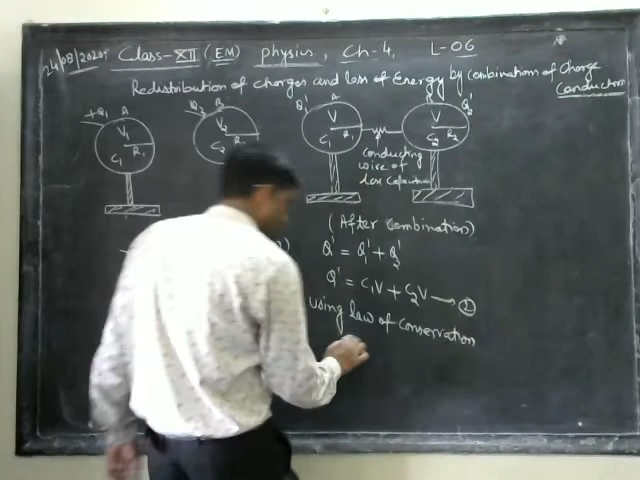 24/08/2020 Class-XII (EM) physics, Ch-4, L-06
Redistribution of charges and loss of Energy by combination of charge
Conduction
+Q₁ A
V₁
R₁
C₁
Q₂ B
V₂
R₂
C₂
Q₁' A
V
R₁
C₁
B Q₂'
V
R₂
C₂
conducting
wire of
low capacitance
(After Combination)
Q' = Q₁' + Q₂'
Q' = C₁V + C₂V → ②
using law of conservation